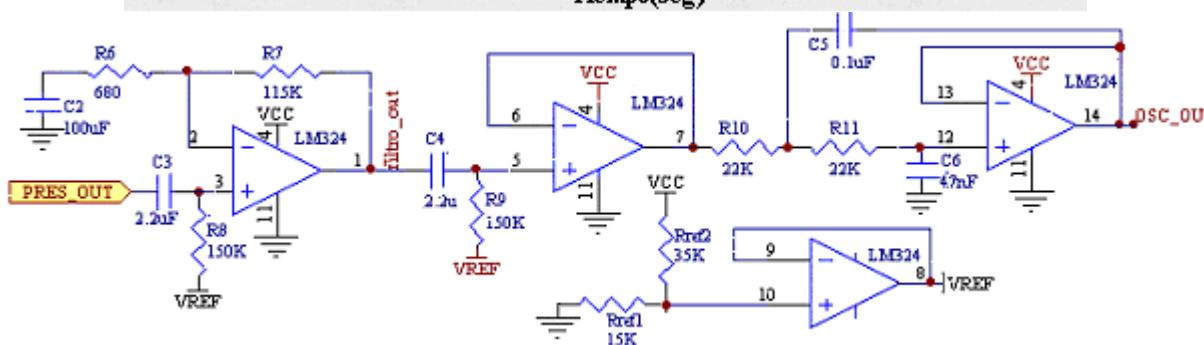 Tiempo(seg)
R6
680
R7
115K
C2
100uF
VCC
LM324
2
4
3
1
11
C3
2.2uF
PRES_OUT
R8
150K
VREF
filtro_out
C4
2.2u
R9
150K
VREF
VCC
LM324
6
4
5
7
11
R10
22K
C5
0.1uF
R11
22K
VCC
LM324
13
4
12
14
11
OSC_OU
C6
47nF
VCC
Rref2
35K
Rref1
15K
LM324
9
10
8
VREF